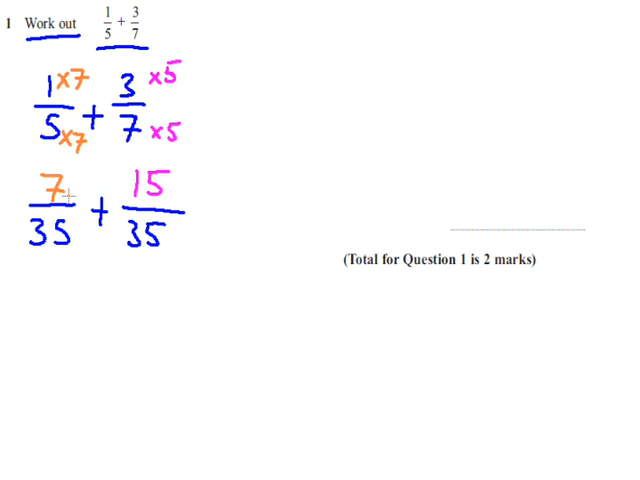 1 Work out 1/5 + 3/7
1×7/5×7 + 3×5/7×5
7/35 + 15/35
(Total for Question 1 is 2 marks)